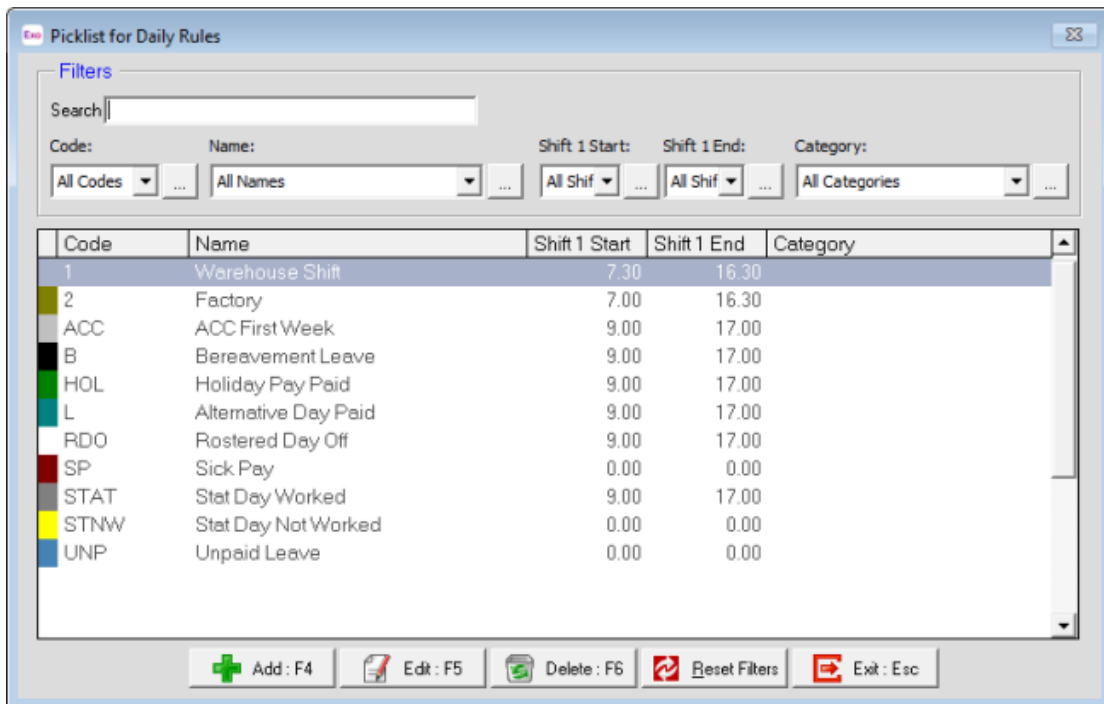 Exo Picklist for Daily Rules
Filters
Search
Code: Name: Shift 1 Start: Shift 1 End: Category:
All Codes ... All Names ... All Shif ... All Shif ... All Categories ...
Code Name Shift 1 Start Shift 1 End Category
1 Warehouse Shift 7.30 16.30
2 Factory 7.00 16.30
ACC ACC First Week 9.00 17.00
B Bereavement Leave 9.00 17.00
HOL Holiday Pay Paid 9.00 17.00
L Alternative Day Paid 9.00 17.00
RDO Rostered Day Off 9.00 17.00
SP Sick Pay 0.00 0.00
STAT Stat Day Worked 9.00 17.00
STNW Stat Day Not Worked 0.00 0.00
UNP Unpaid Leave 0.00 0.00
Add : F4 Edit : F5 Delete : F6 Reset Filters Exit : Esc